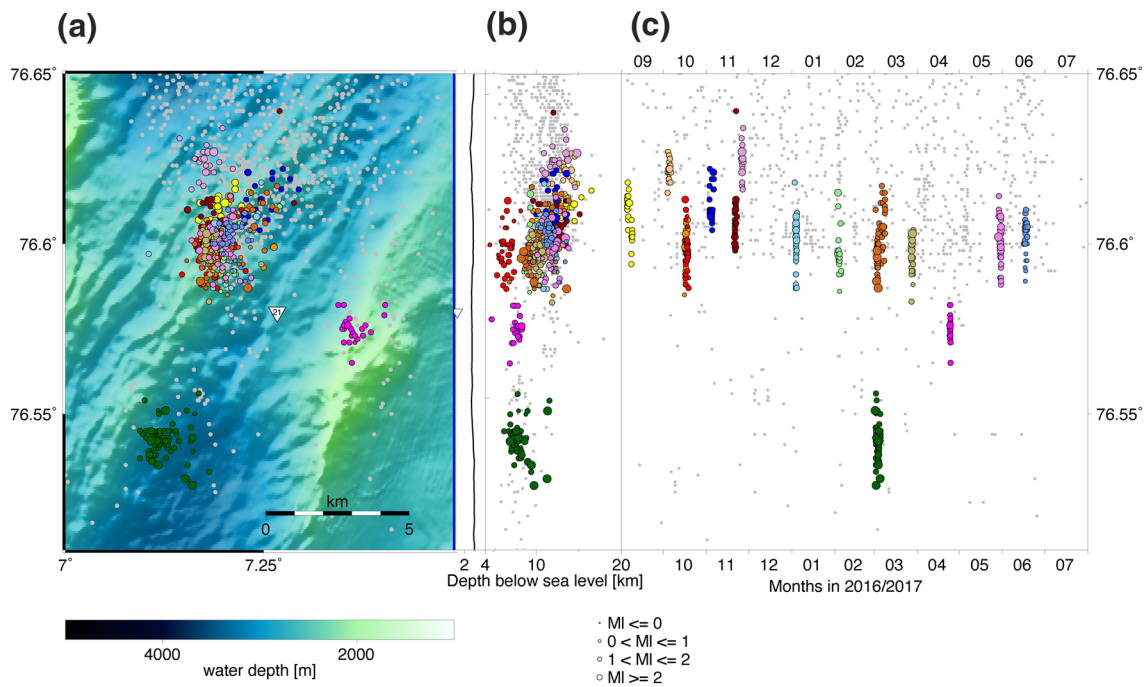 (a)
(b)
(c)
09 10 11 12 01 02 03 04 05 06 07
76.65°
76.65°
76.6°
76.6°
21
76.55°
76.55°
km
0 5
7° 7.25° 2 4 10 20 10 11 12 01 02 03 04 05 06 07
Depth below sea level [km]
Months in 2016/2017
4000 2000
water depth [m]
Ml <= 0
0 < Ml <= 1
1 < Ml <= 2
Ml >= 2